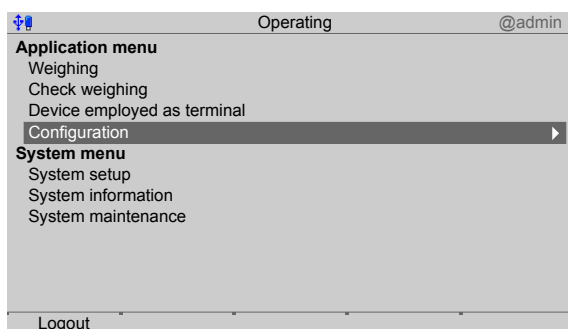 Operating @admin
Application menu
Weighing
Check weighing
Device employed as terminal
Configuration
System menu
System setup
System information
System maintenance
Logout